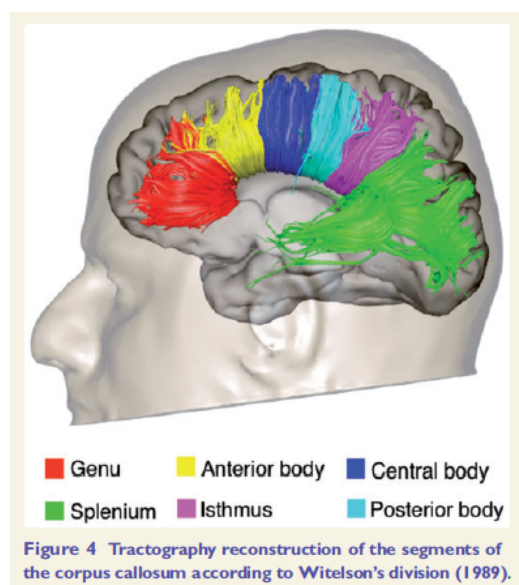 Genu Anterior body Central body
Splenium Isthmus Posterior body
Figure 4 Tractography reconstruction of the segments of
the corpus callosum according to Witelson's division (1989).